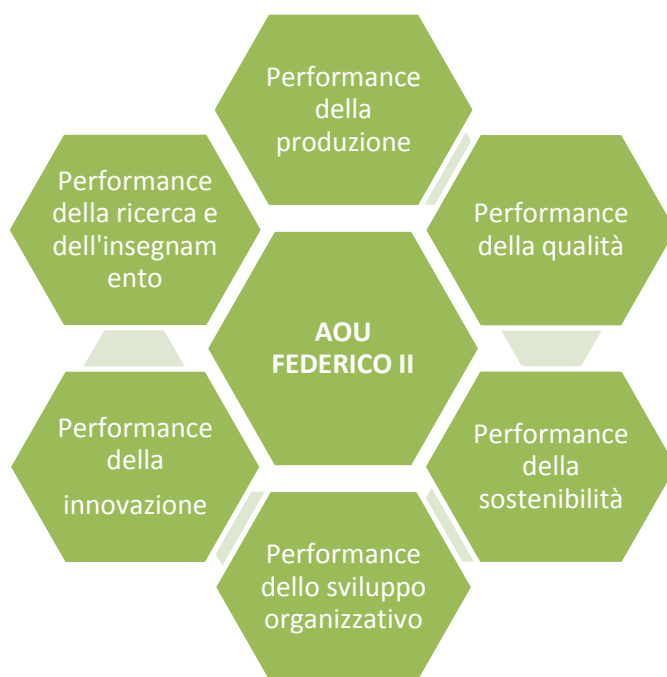 Performance
della
produzione
Performance
della ricerca e
dell'insegnam
ento
Performance
della qualità
AOU
FEDERICO II
Performance
della
innovazione
Performance
della
sostenibilità
Performance
dello sviluppo
organizzativo